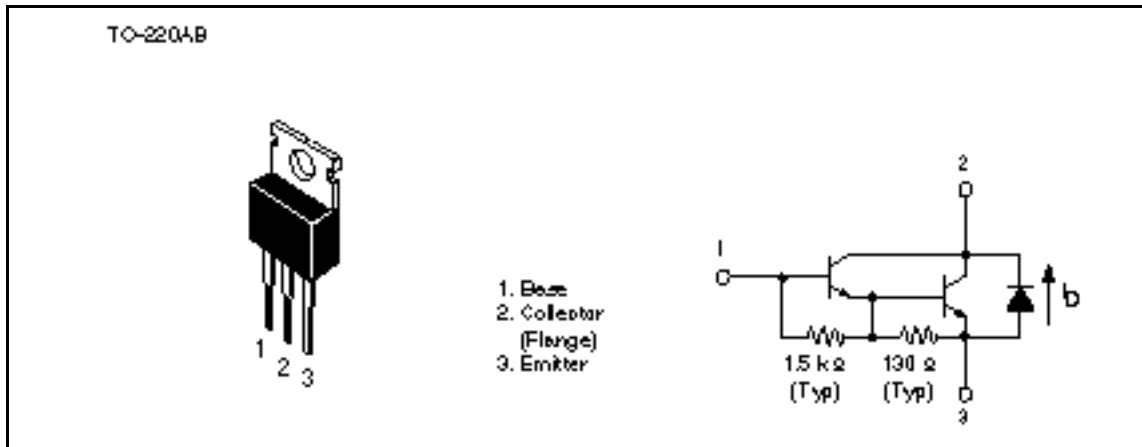 TO-220AB
1. Base
2. Collector
(Flange)
3. Emitter
1
2
3
1
2
I_D
1.5 k Ω
(Typ)
130 Ω
(Typ)
3